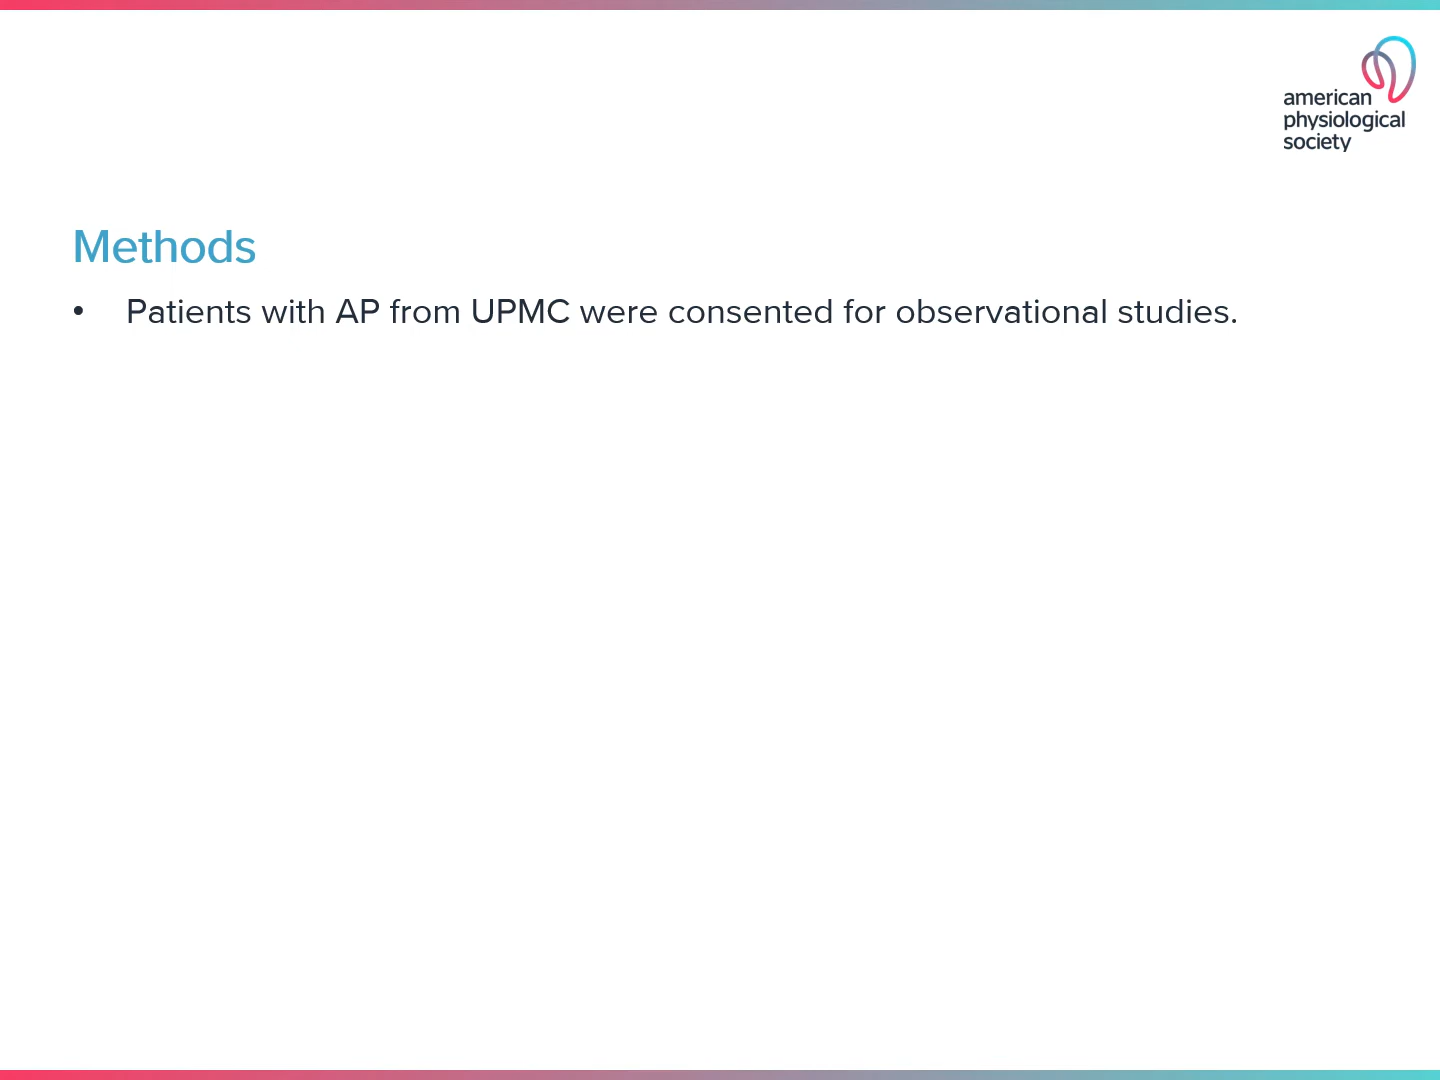 american
physiological
society
Methods
• Patients with AP from UPMC were consented for observational studies.